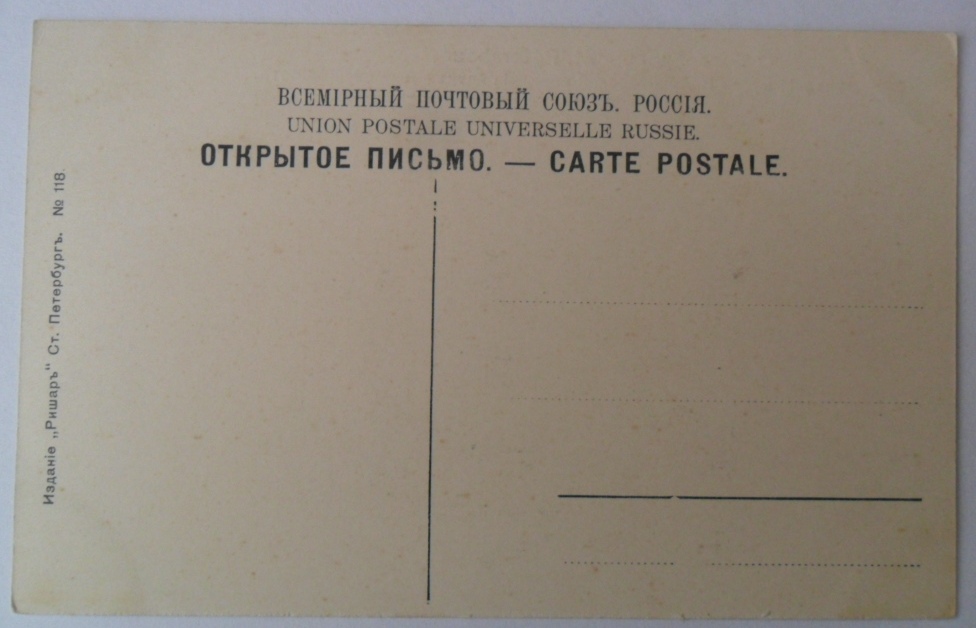 ВСЕМІРНЫЙ ПОЧТОВЫЙ СОЮЗЪ. РОССІЯ.
UNION POSTALE UNIVERSELLE RUSSIE.
ОТКРЫТОЕ ПИСЬМО. — CARTE POSTALE.
Изданіе „Ришаръ" Ст. Петербургъ. № 118.